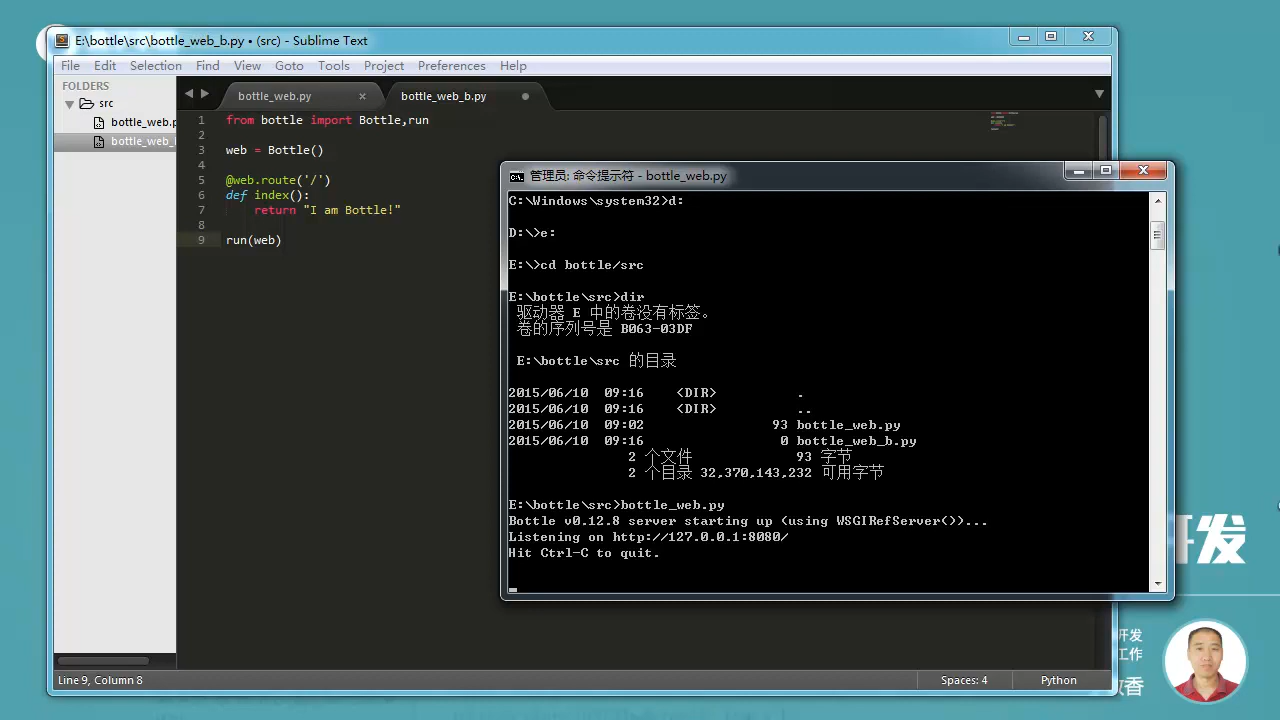 E:\bottle\src\bottle_web_b.py • (src) - Sublime Text
File Edit Selection Find View Goto Tools Project Preferences Help
FOLDERS
src
bottle_web.p
bottle_web_
bottle_web.py
bottle_web_b.py
1 from bottle import Bottle,run
2
3 web = Bottle()
4
5 @web.route('/')
6 def index():
7 return "I am Bottle!"
8
9 run(web)
管理员: 命令提示符 - bottle_web.py
C:\Windows\system32>d:
D:\>e:
E:\>cd bottle/src
E:\bottle\src>dir
驱动器 E 中的卷没有标签。
卷的序列号是 B063-03DF
E:\bottle\src 的目录
2015/06/10 09:16 <DIR> .
2015/06/10 09:16 <DIR> ..
2015/06/10 09:02 93 bottle_web.py
2015/06/10 09:16 0 bottle_web_b.py
2 个文件 93 字节
2 个目录 32,370,143,232 可用字节
E:\bottle\src>bottle_web.py
Bottle v0.12.8 server starting up (using WSGIRefServer())...
Listening on http://127.0.0.1:8080/
Hit Ctrl-C to quit.
开发
开发
工作
香
Line 9, Column 8
Spaces: 4
Python